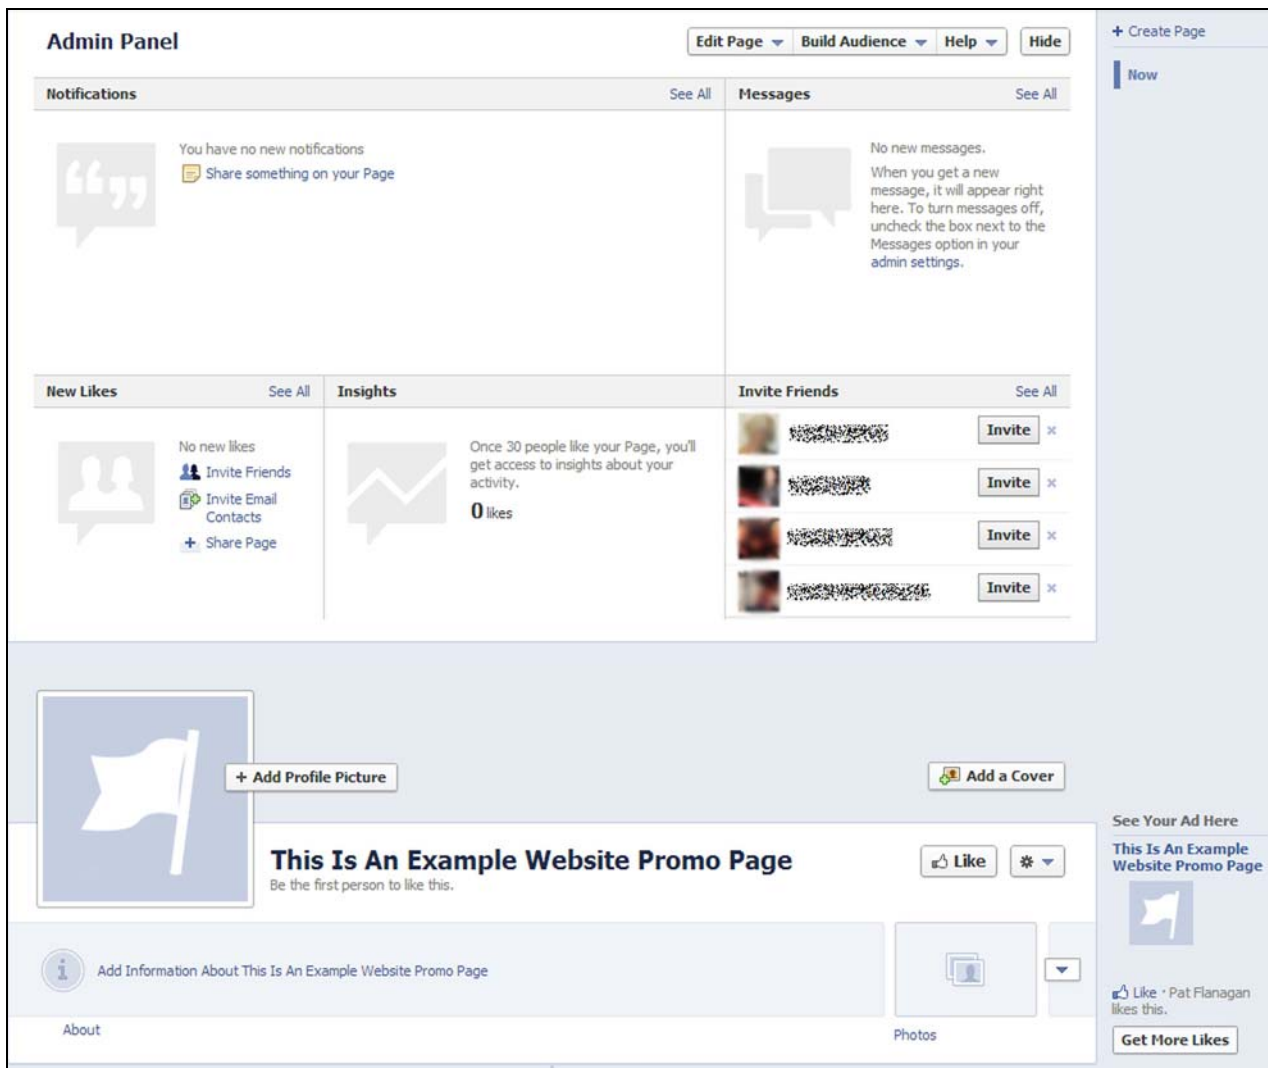 Admin Panel
Edit Page
Build Audience
Help
Hide
+ Create Page
Now
Notifications
See All
You have no new notifications
Share something on your Page
Messages
See All
No new messages.
When you get a new
message, it will appear right
here. To turn messages off,
uncheck the box next to the
Messages option in your
admin settings.
New Likes
See All
No new likes
Invite Friends
Invite Email
Contacts
+ Share Page
Insights
Once 30 people like your Page, you'll
get access to insights about your
activity.
0 likes
Invite Friends
See All
Invite
Invite
Invite
Invite
+ Add Profile Picture
Add a Cover
This Is An Example Website Promo Page
Be the first person to like this.
Like
Add Information About This Is An Example Website Promo Page
About
Photos
See Your Ad Here
This Is An Example
Website Promo Page
Like · Pat Flanagan
likes this.
Get More Likes